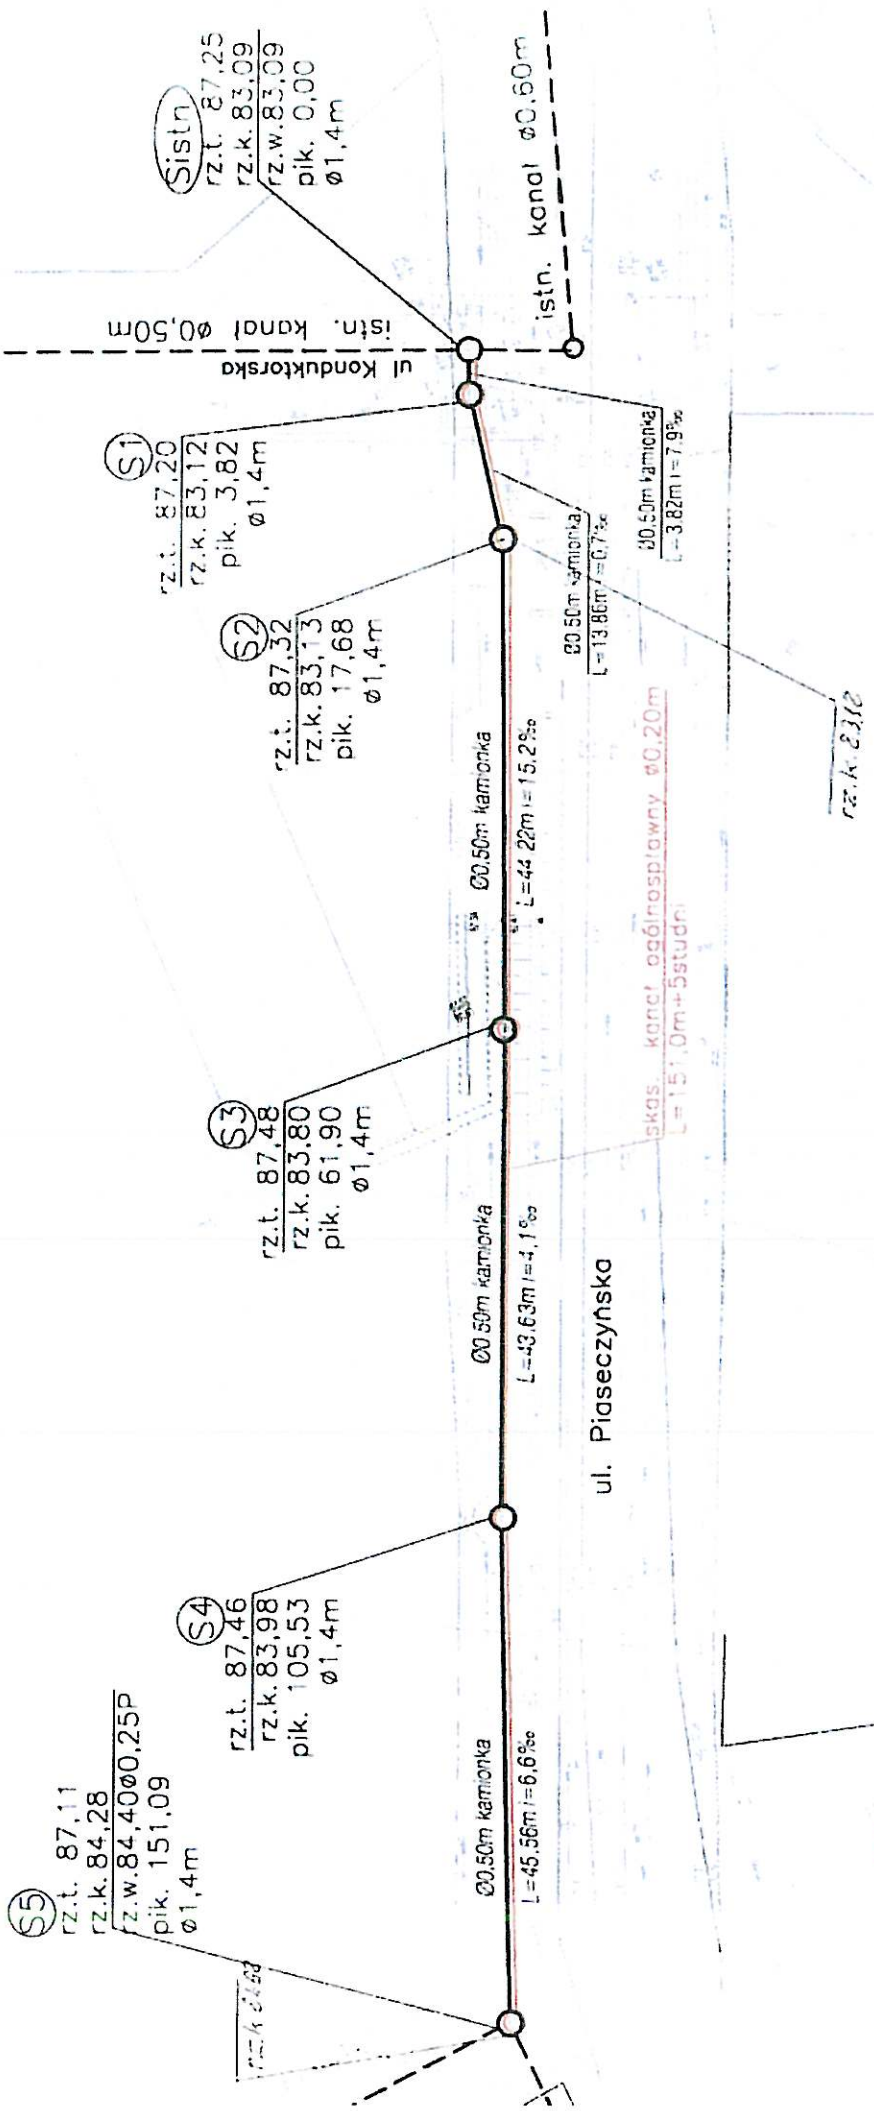 S5
rz.t. 87,11
rz.k. 84,28
rz.w.84,40ø0,25P
pik. 151,09
ø1,4m
S4
rz.t. 87,46
rz.k. 83,98
pik. 105,53
ø1,4m
S3
rz.t. 87,48
rz.k. 83,80
pik. 61,90
ø1,4m
S2
rz.t. 87,32
rz.k. 83,13
pik. 17,68
ø1,4m
S1
rz.t. 87,20
rz.k. 83,12
pik. 3,82
ø1,4m
Sistn
rz.t. 87,25
rz.k. 83,09
rz.w. 83,09
pik. 0,00
ø1,4m
istn. kanał ø0,50m
ul Konduktorska
istn. kanał ø0,60m
Ø0,50m kamionka
L=45,56m i=6,6‰
Ø0,50m kamionka
L=43,63m i=4,1‰
Ø0,50m kamionka
L=44,22m i=15,2‰
Ø0,50m kamionka
L=13,86m i=0,7‰
Ø0,50m kamionka
L=3,82m i=7,9‰
ul. Piaseczyńska
skas. kanał ogólnospławny ø0,20m
L=151,0m+5studni
rz.k.